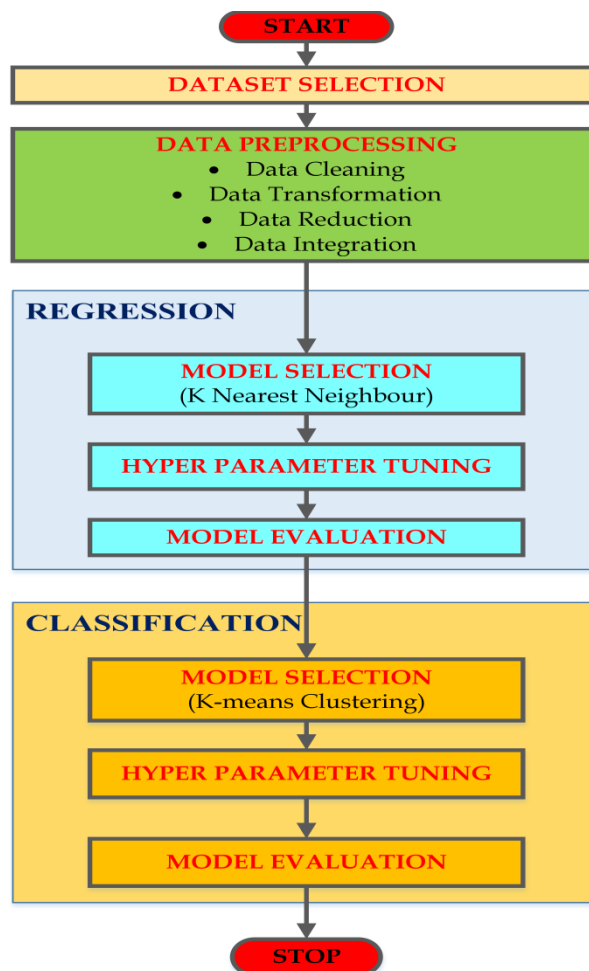 START
DATASET SELECTION
DATA PREPROCESSING
• Data Cleaning
• Data Transformation
• Data Reduction
• Data Integration
REGRESSION
MODEL SELECTION
(K Nearest Neighbour)
HYPER PARAMETER TUNING
MODEL EVALUATION
CLASSIFICATION
MODEL SELECTION
(K-means Clustering)
HYPER PARAMETER TUNING
MODEL EVALUATION
STOP